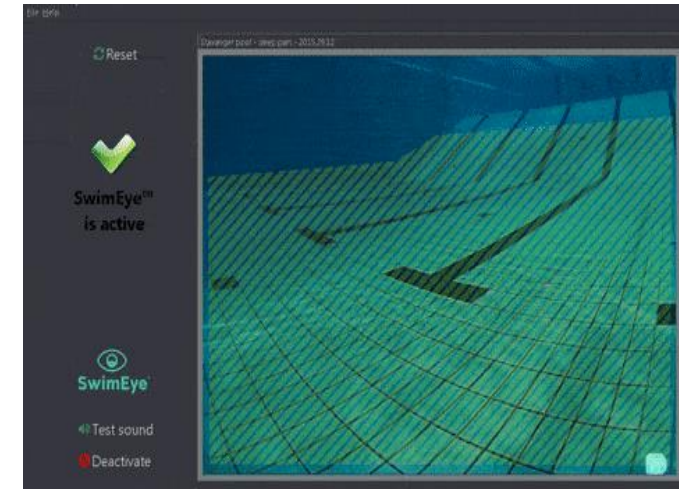 Reset
SwimEye™
is active
SwimEye
Test sound
Deactivate